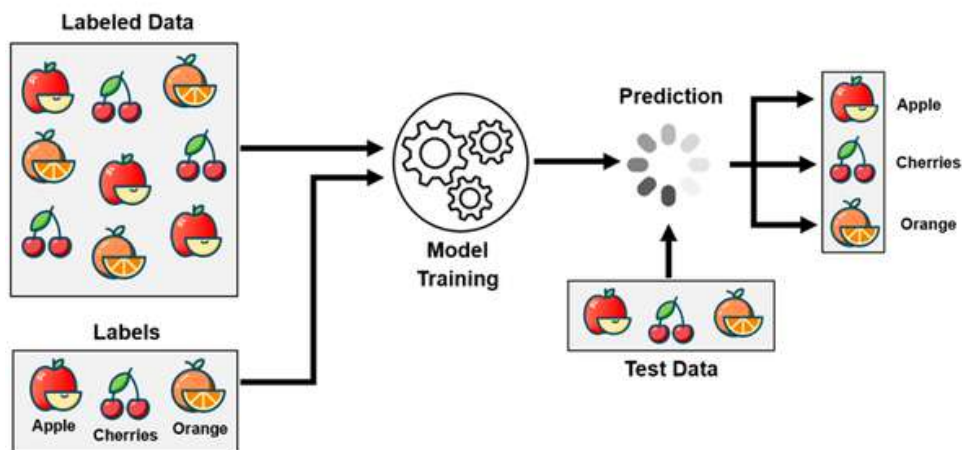 Labeled Data
Prediction
Apple
Cherries
Orange
Model
Training
Labels
Apple
Cherries
Orange
Test Data